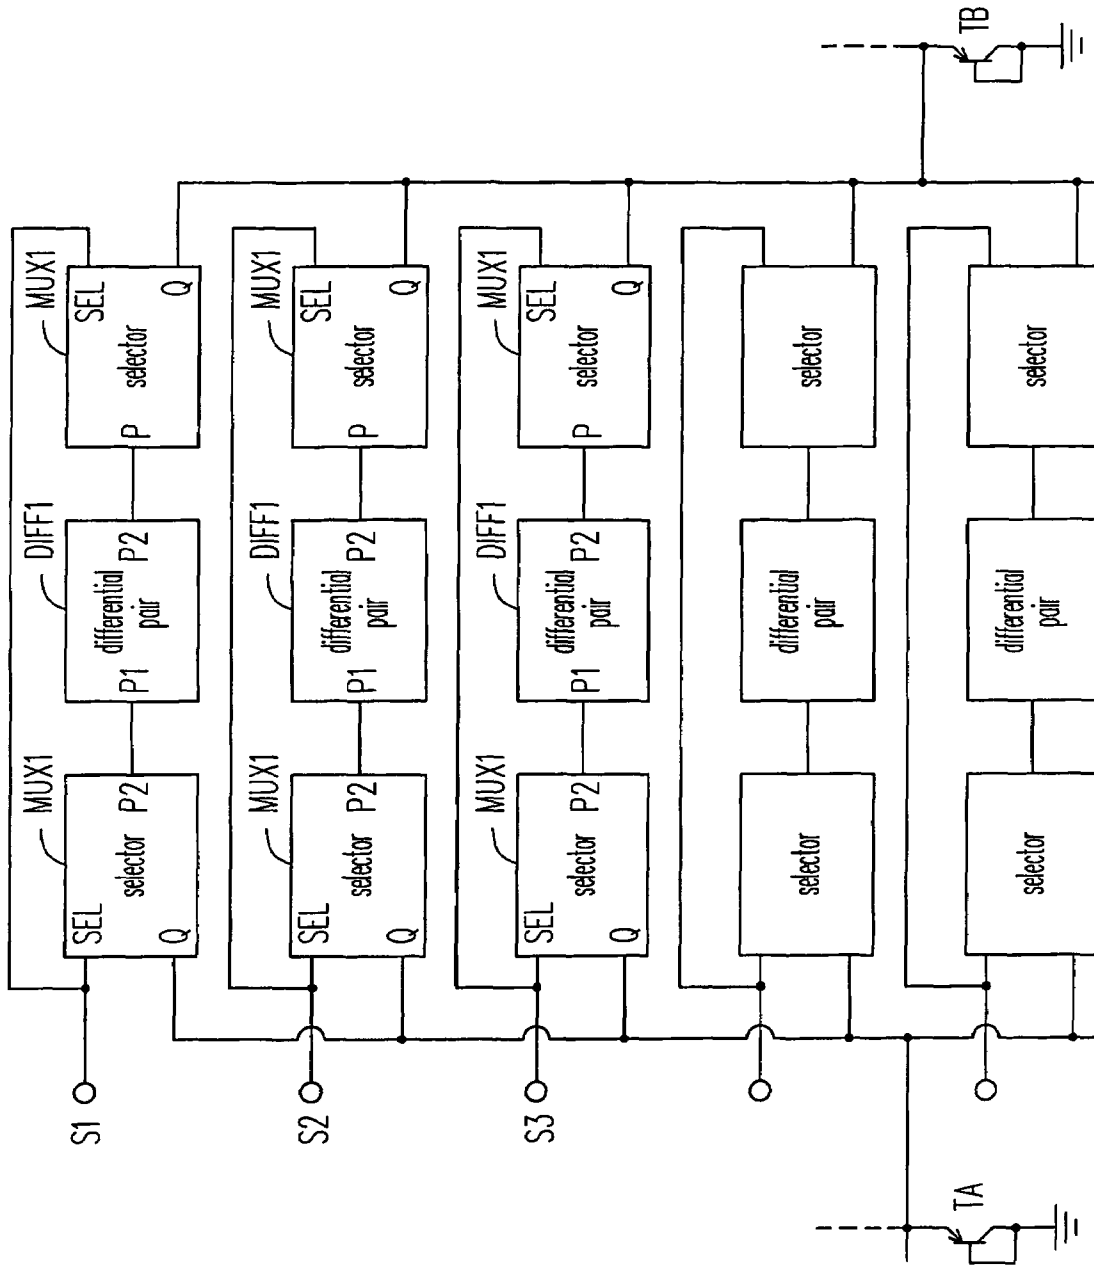 TB
MUX1
SEL
Q
selector
P
DIFF1
P2
differential
pair
P1
MUX1
P2
selector
SEL
Q
S1
MUX1
SEL
Q
selector
P
DIFF1
P2
differential
pair
P1
MUX1
P2
selector
SEL
Q
S2
MUX1
SEL
Q
selector
P
DIFF1
P2
differential
pair
P1
MUX1
P2
selector
SEL
Q
S3
selector
differential
pair
selector
selector
differential
pair
selector
TA